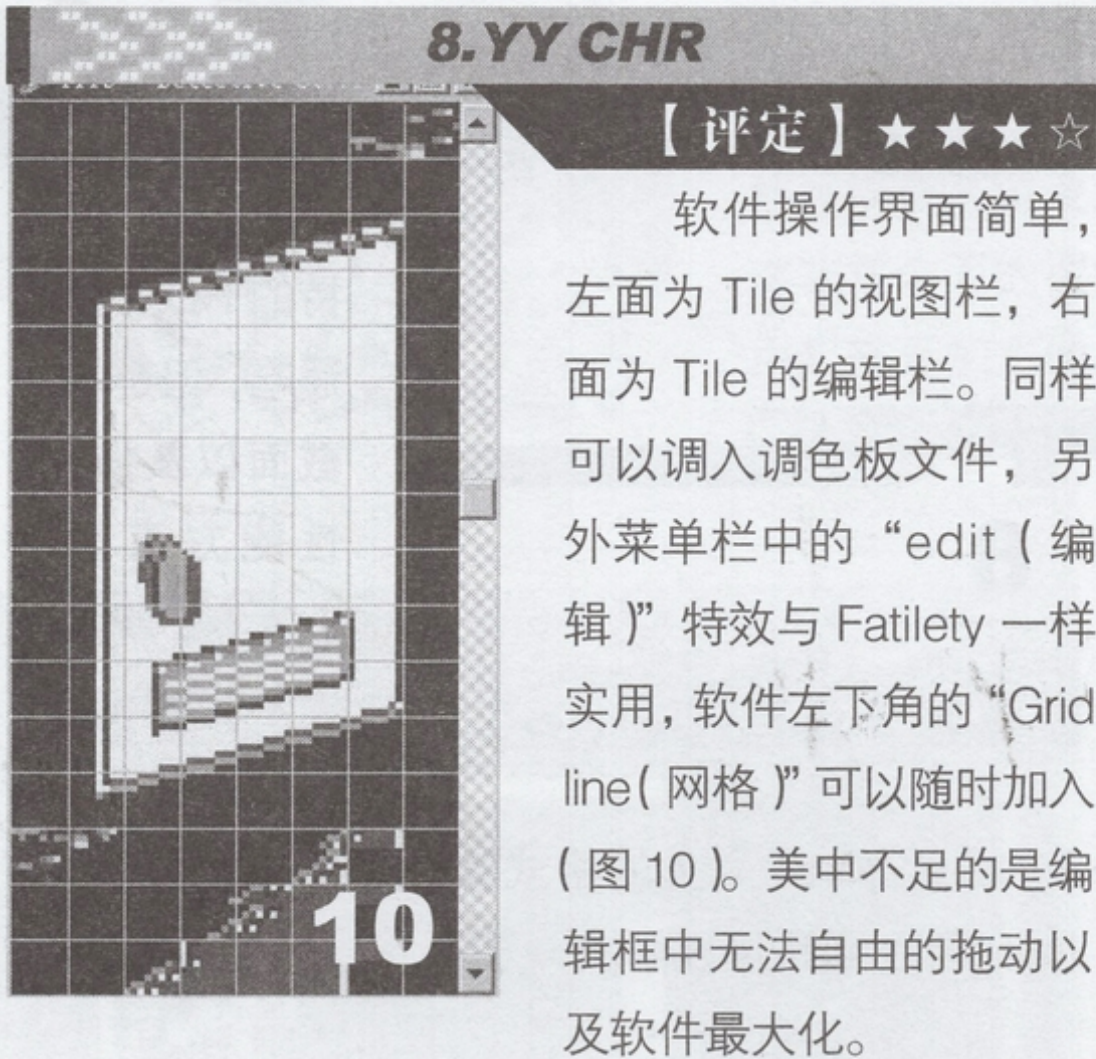 8.YY CHR
【评定】★★★☆
软件操作界面简单，
左面为 Tile 的视图栏，右
面为 Tile 的编辑栏。同样
可以调入调色板文件，另
外菜单栏中的“edit（编
辑）”特效与 Fatilety 一样
实用，软件左下角的“Grid
line（网格）”可以随时加入
（图 10）。美中不足的是编
辑框中无法自由的拖动以
及软件最大化。
10